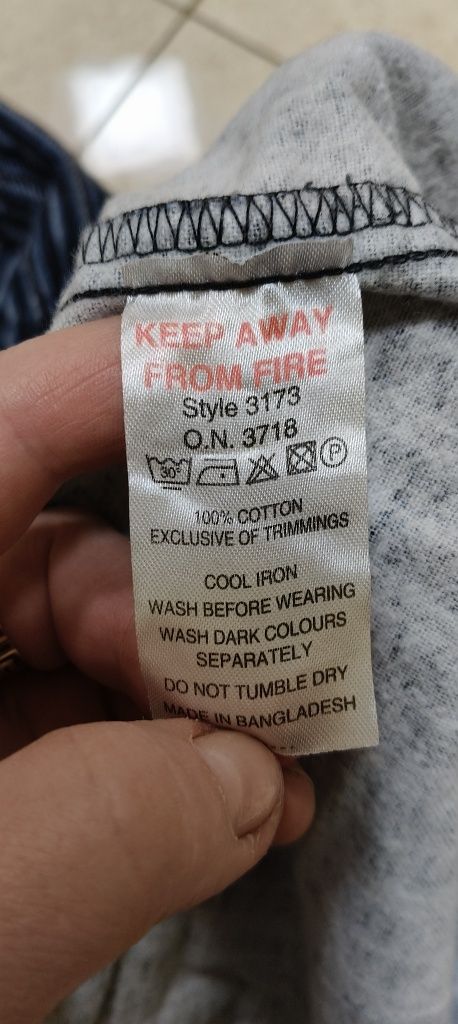 KEEP AWAY
FROM FIRE
Style 3173
O.N. 3718
30° P
100% COTTON
EXCLUSIVE OF TRIMMINGS
COOL IRON
WASH BEFORE WEARING
WASH DARK COLOURS
SEPARATELY
DO NOT TUMBLE DRY
MADE IN BANGLADESH